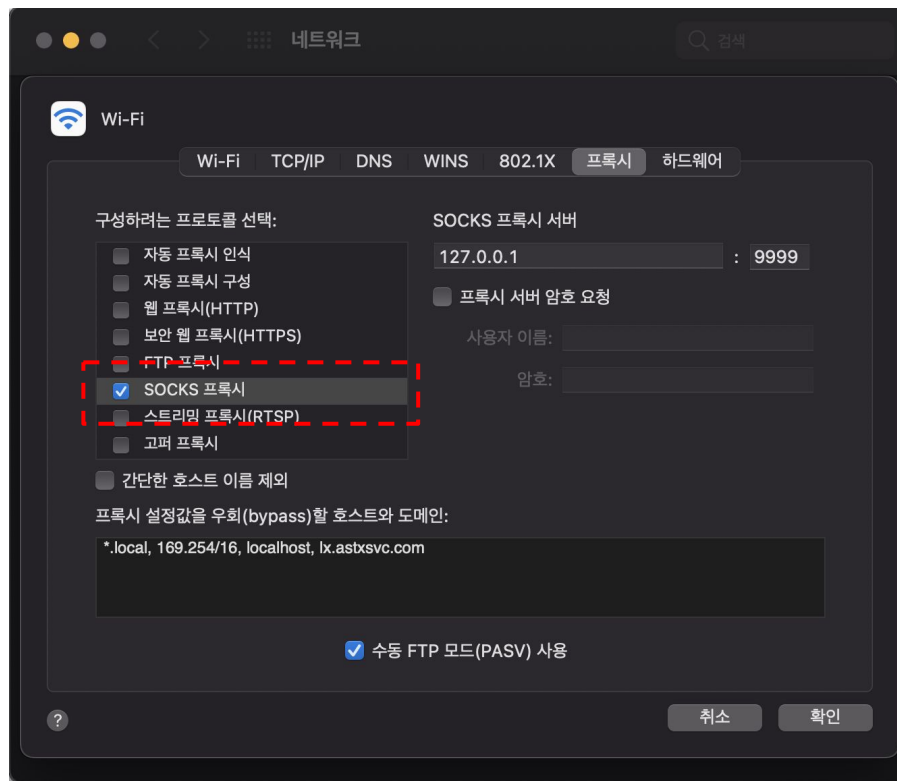 네트워크
검색
Wi-Fi
Wi-Fi TCP/IP DNS WINS 802.1X 프록시 하드웨어
구성하려는 프로토콜 선택:
자동 프록시 인식
자동 프록시 구성
웹 프록시(HTTP)
보안 웹 프록시(HTTPS)
FTP 프록시
SOCKS 프록시
스트리밍 프록시(RTSP)
고퍼 프록시
SOCKS 프록시 서버
127.0.0.1 : 9999
프록시 서버 암호 요청
사용자 이름:
암호:
간단한 호스트 이름 제외
프록시 설정값을 우회(bypass)할 호스트와 도메인:
*.local, 169.254/16, localhost, lx.astxsvc.com
수동 FTP 모드(PASV) 사용
?
취소
확인